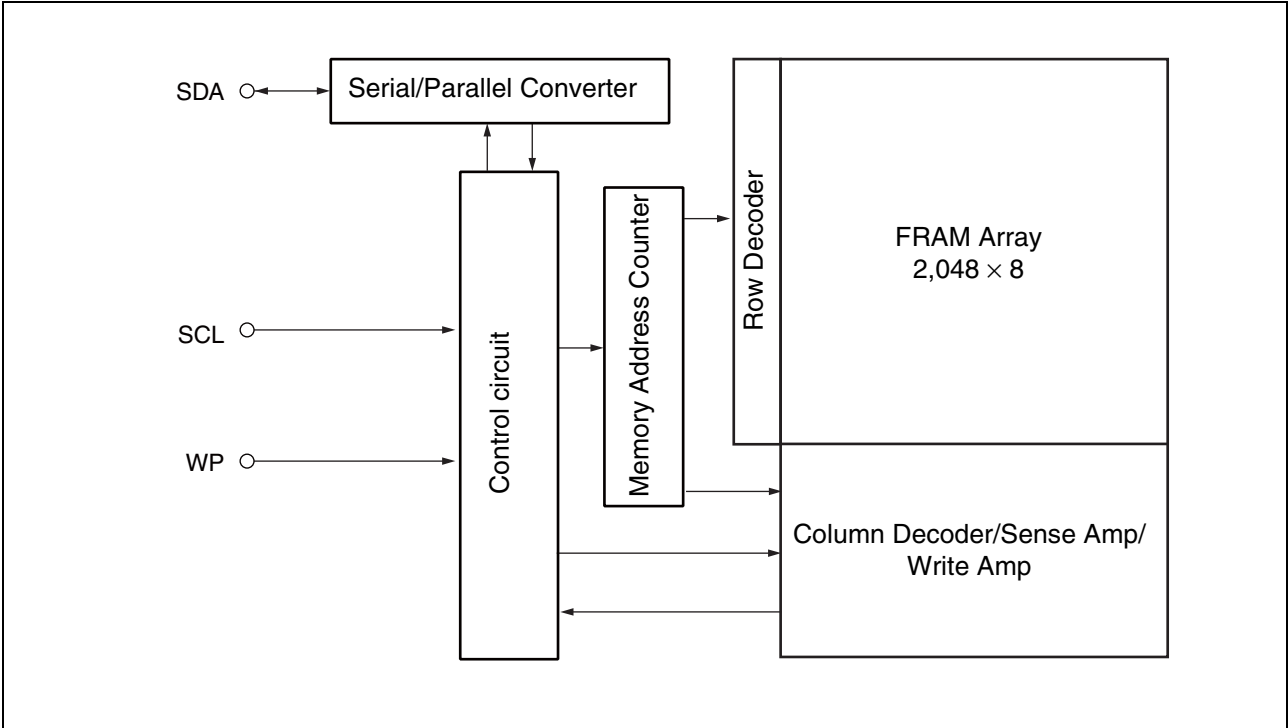 SDA
Serial/Parallel Converter
SCL
WP
Control circuit
Memory Address Counter
Row Decoder
FRAM Array
2,048 × 8
Column Decoder/Sense Amp/
Write Amp